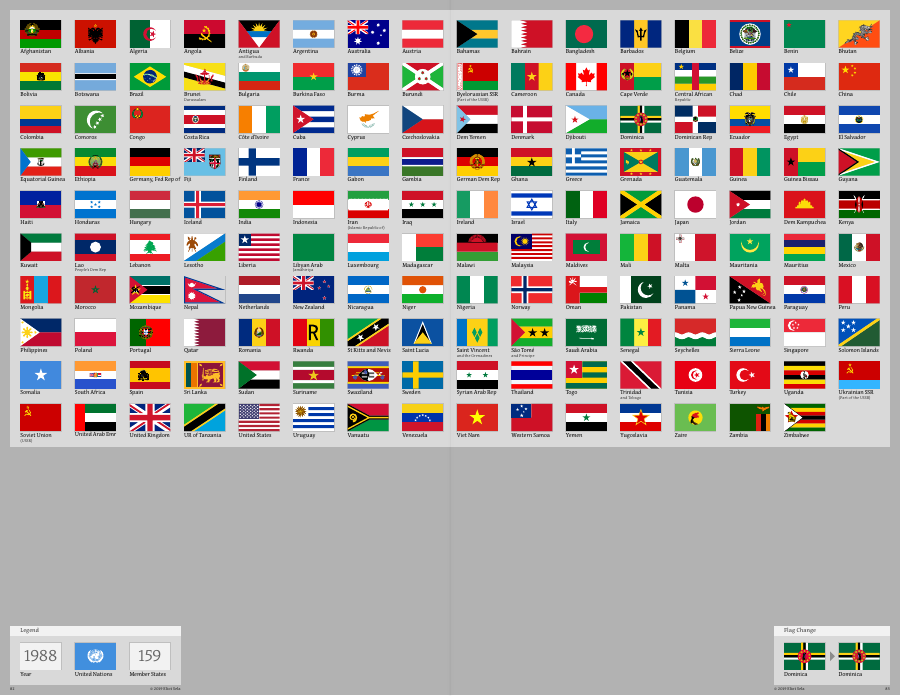 Afghanistan Albania Algeria Angola Antigua Argentina Australia Austria Bahamas Bahrain Bangladesh Barbados Belgium Belize Benin Bhutan
and Barbuda
Bolivia Botswana Brazil Brunei Bulgaria Burkina Faso Burma Burundi Byelorussian SSR Cameroon Canada Cape Verde Central African Chad Chile China
Darussalam (Part of the USSR) Republic
Colombia Comoros Congo Costa Rica Côte d'Ivoire Cuba Cyprus Czechoslovakia Dem Yemen Denmark Djibouti Dominica Dominican Rep Ecuador Egypt El Salvador
Equatorial Guinea Ethiopia Germany, Fed Rep of Fiji Finland France Gabon Gambia German Dem Rep Ghana Greece Grenada Guatemala Guinea Guinea Bissau Guyana
Haiti Honduras Hungary Iceland India Indonesia Iran Iraq Ireland Israel Italy Jamaica Japan Jordan Dem Kampuchea Kenya
(Islamic Republic of)
Kuwait Lao Lebanon Lesotho Liberia Libyan Arab Luxembourg Madagascar Malawi Malaysia Maldives Mali Malta Mauritania Mauritius Mexico
People's Dem Rep Jamahiriya
Mongolia Morocco Mozambique Nepal Netherlands New Zealand Nicaragua Niger Nigeria Norway Oman Pakistan Panama Papua New Guinea Paraguay Peru
Philippines Poland Portugal Qatar Romania Rwanda St Kitts and Nevis Saint Lucia Saint Vincent São Tomé Saudi Arabia Senegal Seychelles Sierra Leone Singapore Solomon Islands
and the Grenadines and Principe
Somalia South Africa Spain Sri Lanka Sudan Suriname Swaziland Sweden Syrian Arab Rep Thailand Togo Trinidad Tunisia Turkey Uganda Ukrainian SSR
and Tobago (Part of the USSR)
Soviet Union United Arab Emr United Kingdom UR of Tanzania United States Uruguay Vanuatu Venezuela Viet Nam Western Samoa Yemen Yugoslavia Zaire Zambia Zimbabwe
(USSR)
Legend
1988 159
Year United Nations Member States
Flag Change
Dominica Dominica